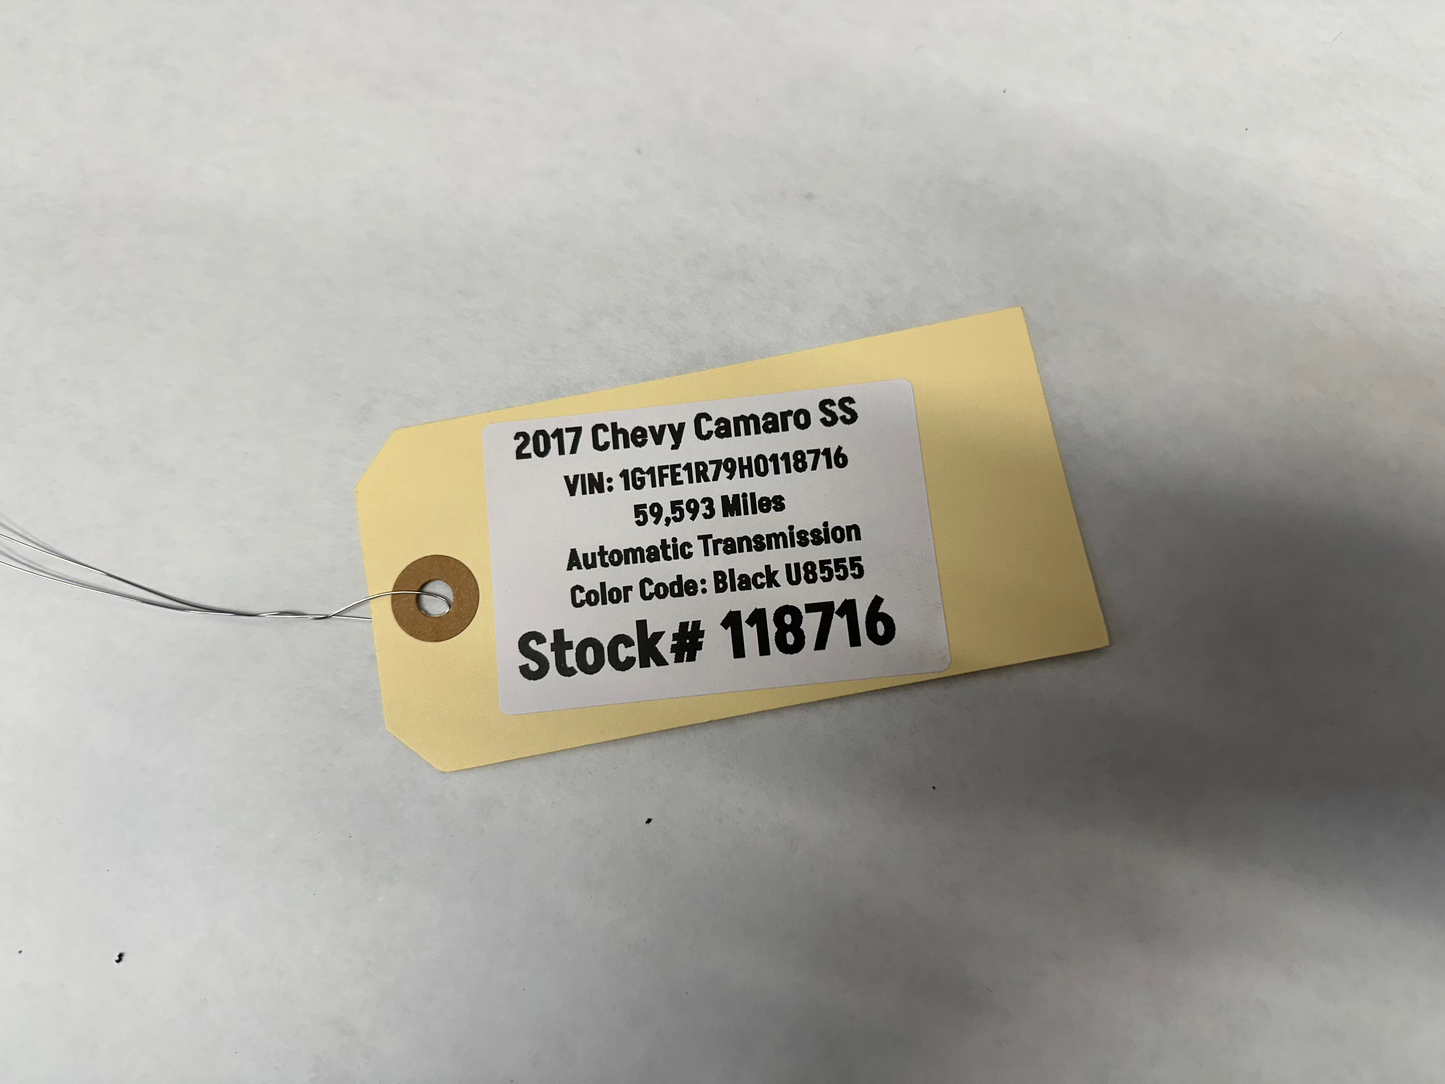 2017 Chevy Camaro SS
VIN: 1G1FE1R79H0118716
59,593 Miles
Automatic Transmission
Color Code: Black U8555
Stock# 118716